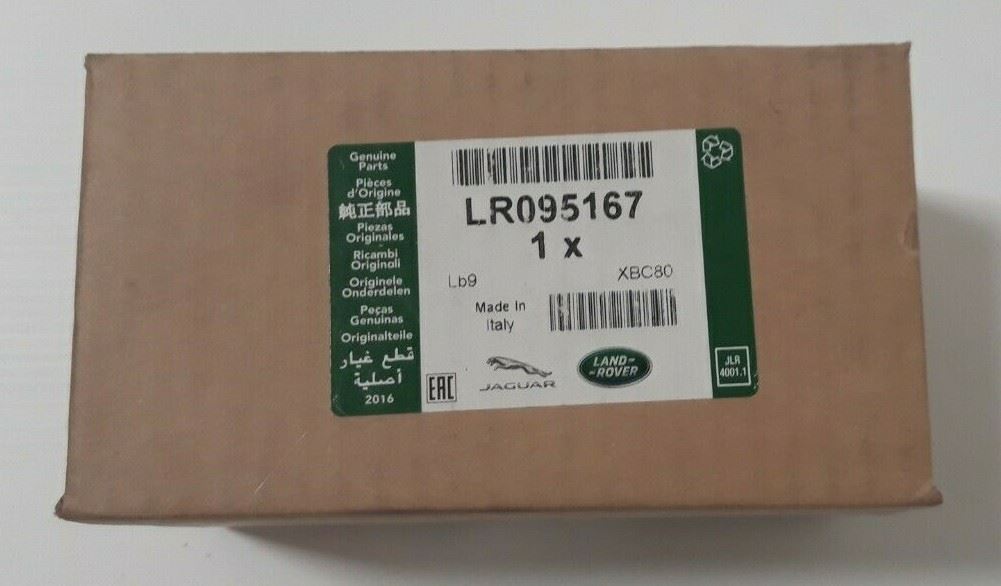 Genuine
Parts
Pièces
d'Origine
純正部品
Piezas
Originales
Ricambi
Originali
Originele
Onderdelen
Peças
Genuinas
Originalteile
قطع غيار
أصلية
2016
LR095167
1 x
Lb9
XBC80
Made In
Italy
EAC
JAGUAR
LAND-
-ROVER
JLR
4001.1